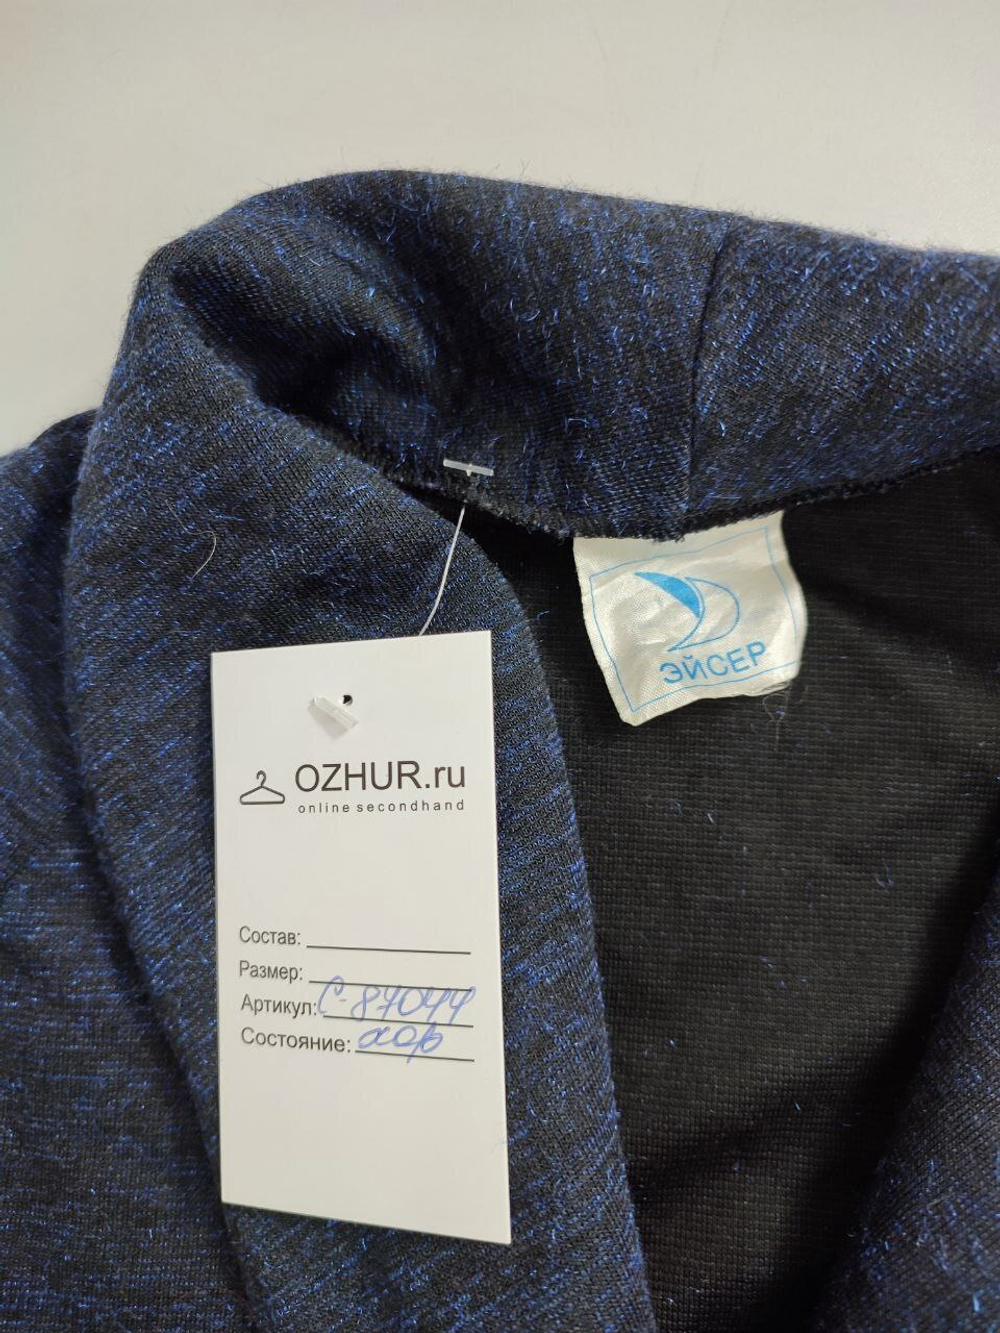 ЭЙСЕР
OZHUR.ru
online secondhand
Состав:
Размер:
Артикул: С-87044
Состояние: хор